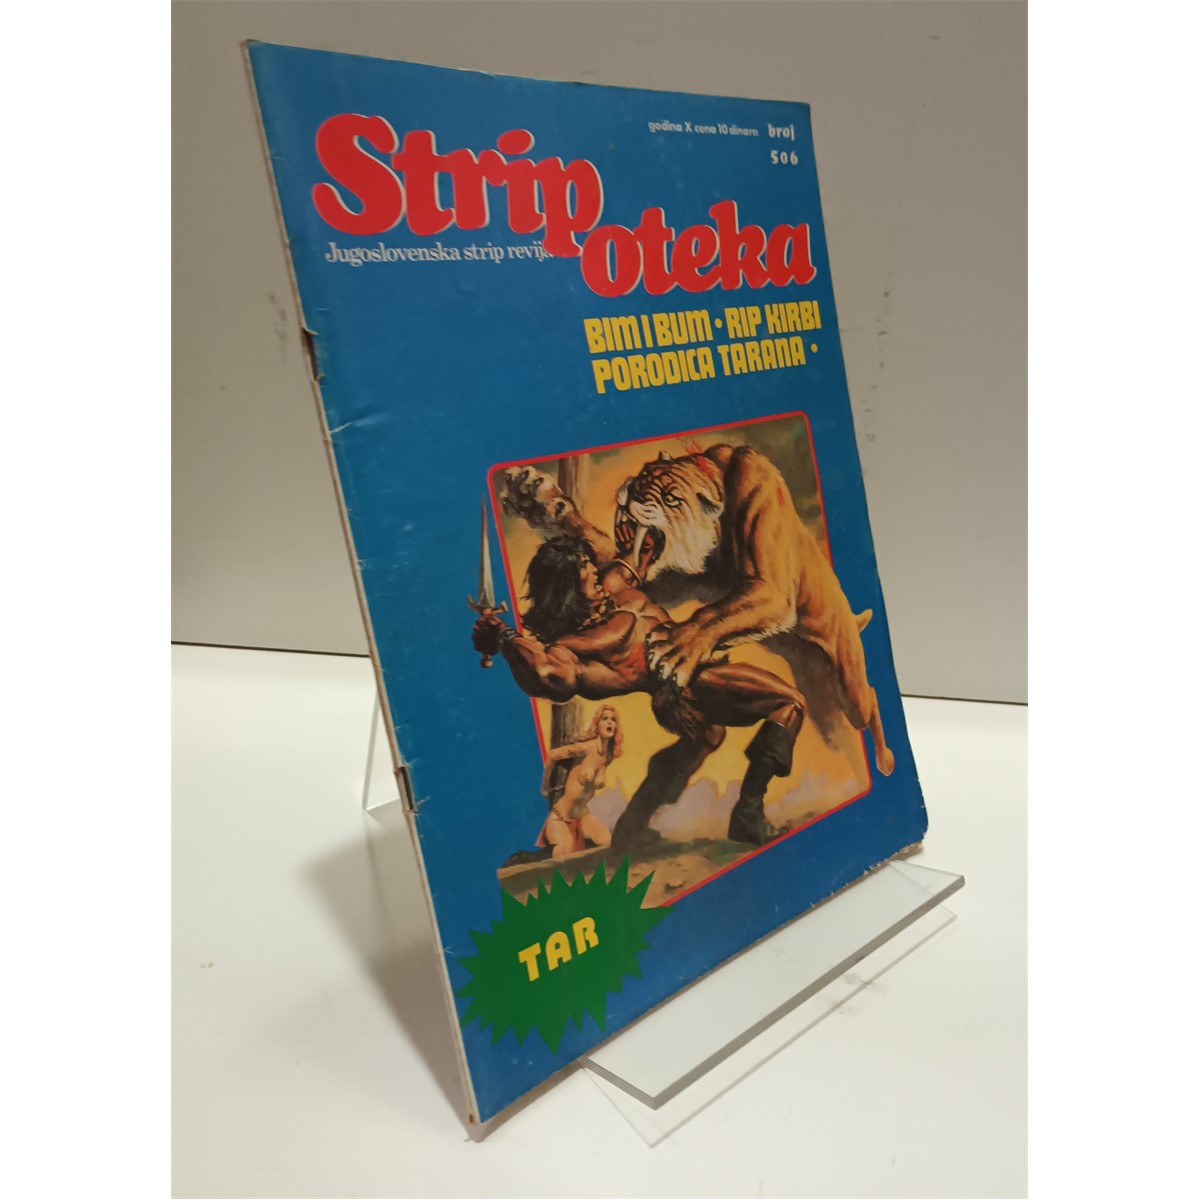 godina X cena 10 dinara broj
506
Strip
oteka
Jugoslovenska strip revija
BIM I BUM • RIP KIRBI
PORODICA TARANA •
TAR